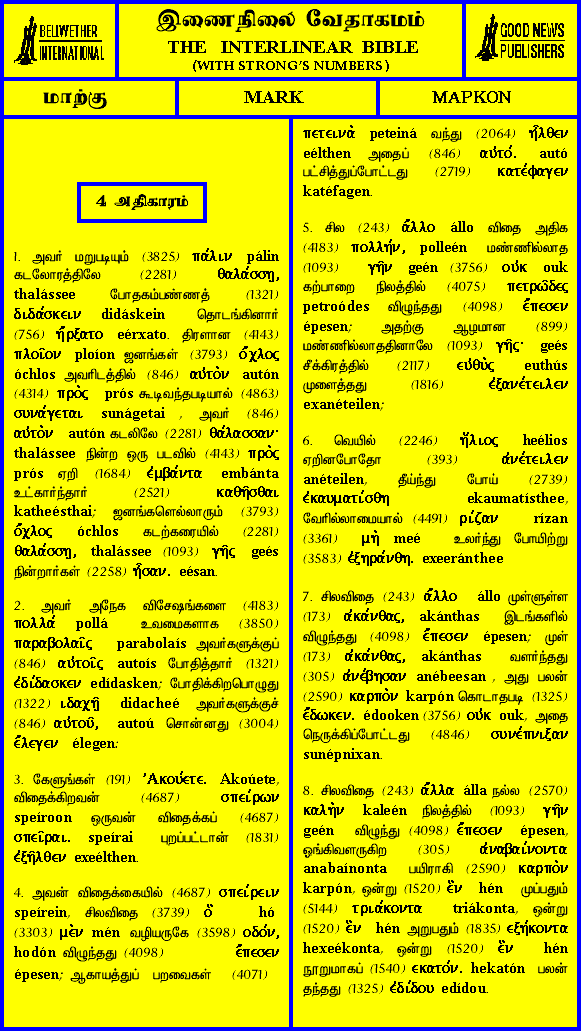 BELLWETHER
INTERNATIONAL
இணைநிலை வேதாகமம்
THE INTERLINEAR BIBLE
(WITH STRONG'S NUMBERS)
GOOD NEWS
PUBLISHERS
மாற்கு
MARK
ΜΑΡΚΟΝ
4 அதிகாரம்
1. அவர் மறுபடியும் (3825) πάλιν pálin
கடலோரத்திலே (2281) θαλάσσῃ,
thalássee போதகம்பண்ணத் (1321)
διδάσκειν didáskein தொடங்கினார்
(756) ἤρξατο eérxato. திரளான (4143)
πλοῖον ploíon ஜனங்கள் (3793) ὄχλος
óchlos அவரிடத்தில் (846) αὐτὸν autón
(4314) πρὸς prós கூடிவந்தபடியால் (4863)
συνάγεται sunágetai , அவர் (846)
αὐτὸν autón கடலிலே (2281) θάλασσαν·
thalássee நின்ற ஒரு படவில் (4143) πρὸς
prós ஏறி (1684) ἐμβάντα embánta
உட்கார்ந்தார் (2521) καθῆσθαι
katheésthai; ஜனங்களெல்லாரும் (3793)
ὄχλος óchlos கடற்கரையில் (2281)
θαλάσσῃ, thalássee (1093) γῆς geés
நின்றார்கள் (2258) ἦσαν. eésan.
2. அவர் அநேக விசேஷங்களை (4183)
πολλά pollá உவமைகளாக (3850)
παραβολαῖς parabolaís அவர்களுக்குப்
(846) αὐτοῖς autois போதித்தார் (1321)
ἐδίδασκεν edídasken; போதிக்கிறபொழுது
(1322) ιδαχῇ didacheé அவர்களுக்குச்
(846) αὐτοῦ, autoú சொன்னது (3004)
ἔλεγεν élegen;
3. கேளுங்கள் (191) Ἀκούετε. Akoúete,
விதைக்கிறவன் (4687) σπείρων
speíroon ஒருவன் விதைக்கப் (4687)
σπεῖραι.. speírai புறப்பட்டான் (1831)
ἐξῆλθεν exeélthen.
4. அவன் விதைக்கையில் (4687) σπείρειν
speírein, சிலவிதை (3739) ὃ hó
(3303) μὲν mén வழியருகே (3598) οδόν,
hodón விழுந்தது (4098) ἔπεσεν
épesen; ஆகாயத்துப் பறவைகள் (4071)
πετεινὰ peteiná வந்து (2064) ἦλθεν
eélthen அதைப் (846) αὐτό. autó
பட்சித்துப்போட்டது (2719) κατέφαγεν
katéfagen.
5. சில (243) ἄλλο állo விதை அதிக
(4183) πολλήν, polleén மண்ணில்லாத
(1093) γῆν geén (3756) οὐκ ouk
கற்பாறை நிலத்தில் (4075) πετρῶδες
petroódes விழுந்தது (4098) ἔπεσεν
épesen; அதற்கு ஆழமான (899)
மண்ணில்லாததினாலே (1093) γῆς· geés
சீக்கிரத்தில் (2117) εὐθὺς euthús
முளைத்தது (1816) ἐξανέτειλεν
exanéteilen;
6. வெயில் (2246) ἥλιος heélios
ஏறினபோதோ (393) ἀνέτειλεν
anéteilen, தீய்ந்து போய் (2739)
ἐκαυματίσθη ekaumatísthee,
வேரில்லாமையால் (4491) ρίζαν rízan
(3361) μὴ meé உலர்ந்து போயிற்று
(3583) ἐξηράνθη. exeeránthee
7. சிலவிதை (243) ἄλλο állo முள்ளுள்ள
(173) ἀκάνθας, akánthas இடங்களில்
விழுந்தது (4098) ἔπεσεν épesen; முள்
(173) ἀκάνθας, akánthas வளர்ந்தது
(305) ἀνέβησαν anébeesan , அது பலன்
(2590) καρπὸν karpón கொடாதபடி (1325)
ἔδωκεν. édooken (3756) οὐκ ouk, அதை
நெருக்கிப்போட்டது (4846) συνέπνιξαν
sunépnixan.
8. சிலவிதை (243) ἄλλα álla நல்ல (2570)
καλὴν kaleén நிலத்தில் (1093) γῆν
geén விழுந்து (4098) ἔπεσεν épesen,
ஓங்கிவளருகிற (305) ἀναβαίνοντα
anabaínonta பயிராகி (2590) καρπὸν
karpón, ஒன்று (1520) ἓν hén முப்பதும்
(5144) τριάκοντα triákonta, ஒன்று
(1520) ἓν hén அறுபதும் (1835) εξήκοντα
hexeékonta, ஒன்று (1520) ἓν hén
நூறுமாகப் (1540) εκατόν. hekatón பலன்
தந்தது (1325) ἐδίδου edídou.